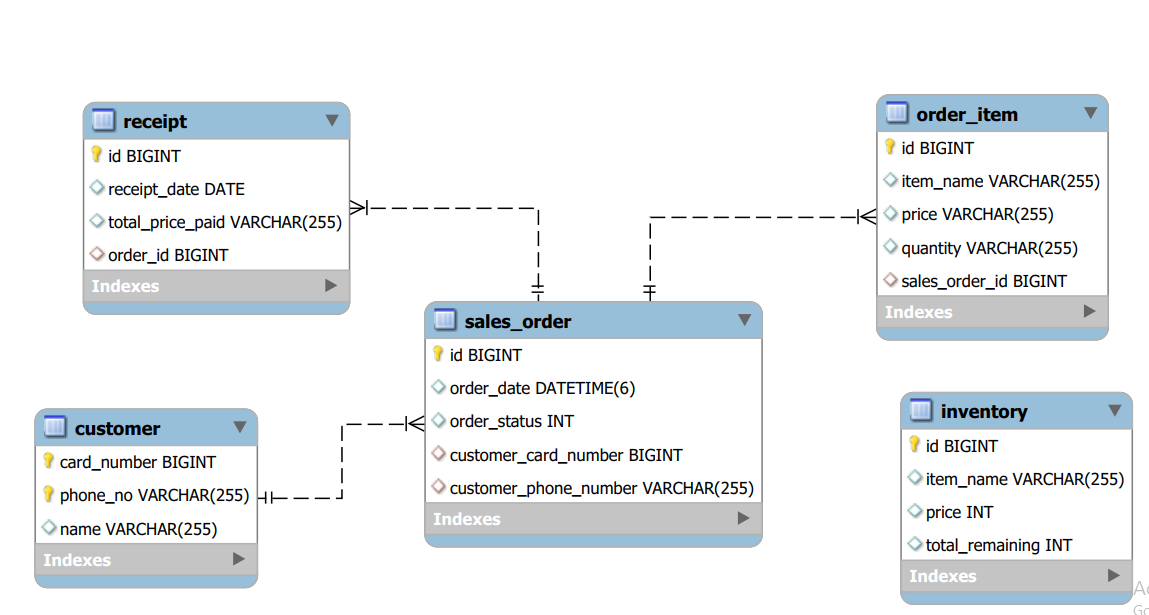 receipt
id BIGINT
receipt_date DATE
total_price_paid VARCHAR(255)
order_id BIGINT
Indexes
order_item
id BIGINT
item_name VARCHAR(255)
price VARCHAR(255)
quantity VARCHAR(255)
sales_order_id BIGINT
Indexes
sales_order
id BIGINT
order_date DATETIME(6)
order_status INT
customer_card_number BIGINT
customer_phone_number VARCHAR(255)
Indexes
customer
card_number BIGINT
phone_no VARCHAR(255)
name VARCHAR(255)
Indexes
inventory
id BIGINT
item_name VARCHAR(255)
price INT
total_remaining INT
Indexes